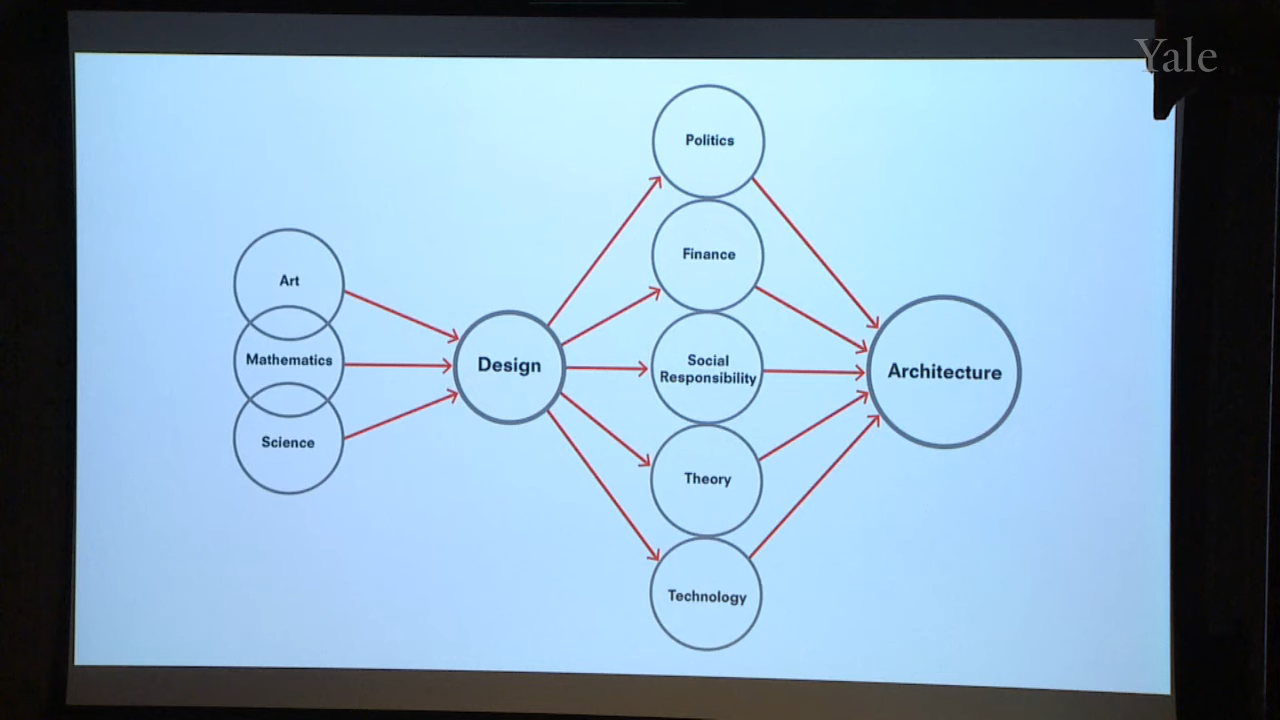 Yale
Politics
Art
Finance
Mathematics
Design
Social
Responsibility
Architecture
Science
Theory
Technology